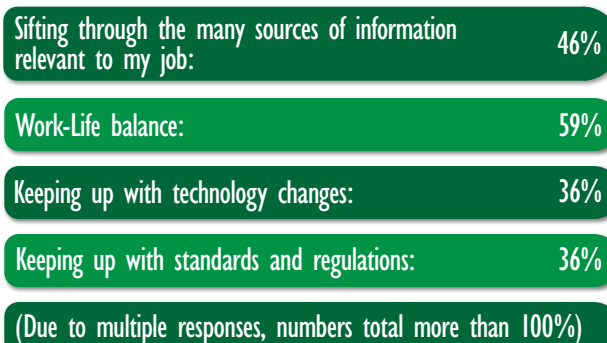 Sifting through the many sources of information
relevant to my job:
46%
Work-Life balance: 59%
Keeping up with technology changes: 36%
Keeping up with standards and regulations: 36%
(Due to multiple responses, numbers total more than 100%)